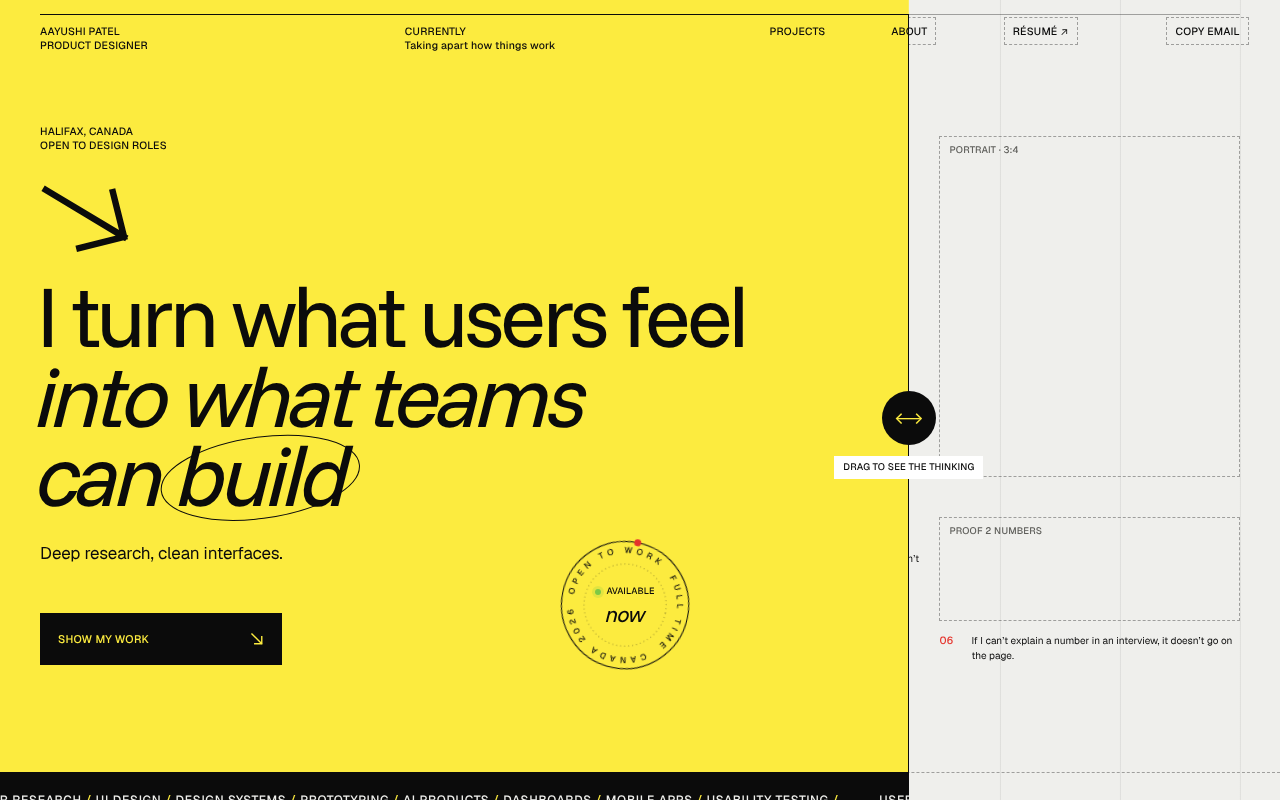 AAYUSHI PATEL
PRODUCT DESIGNER
CURRENTLY
Taking apart how things work
PROJECTS
ABOUT
RÉSUMÉ ↗
COPY EMAIL
HALIFAX, CANADA
OPEN TO DESIGN ROLES
PORTRAIT · 3:4
I turn what users feel
into what teams
can build
DRAG TO SEE THE THINKING
PROOF 2 NUMBERS
Deep research, clean interfaces.
n't
OPEN TO WORK FULL TIME CANADA 2026
AVAILABLE
now
SHOW MY WORK
06 If I can't explain a number in an interview, it doesn't go on
the page.
R RESEARCH / UI DESIGN / DESIGN SYSTEMS / PROTOTYPING / AI PRODUCTS / DASHBOARDS / MOBILE APPS / USABILITY TESTING / USER